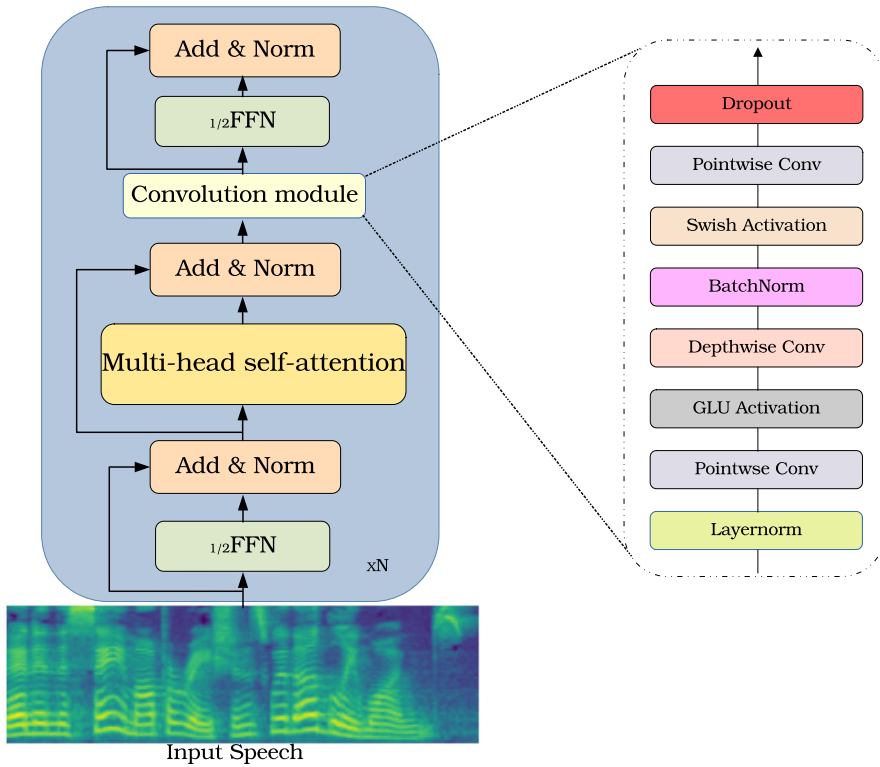 Add & Norm
1/2FFN
Convolution module
Add & Norm
Multi-head self-attention
Add & Norm
1/2FFN
xN
Input Speech
Dropout
Pointwise Conv
Swish Activation
BatchNorm
Depthwise Conv
GLU Activation
Pointwse Conv
Layernorm